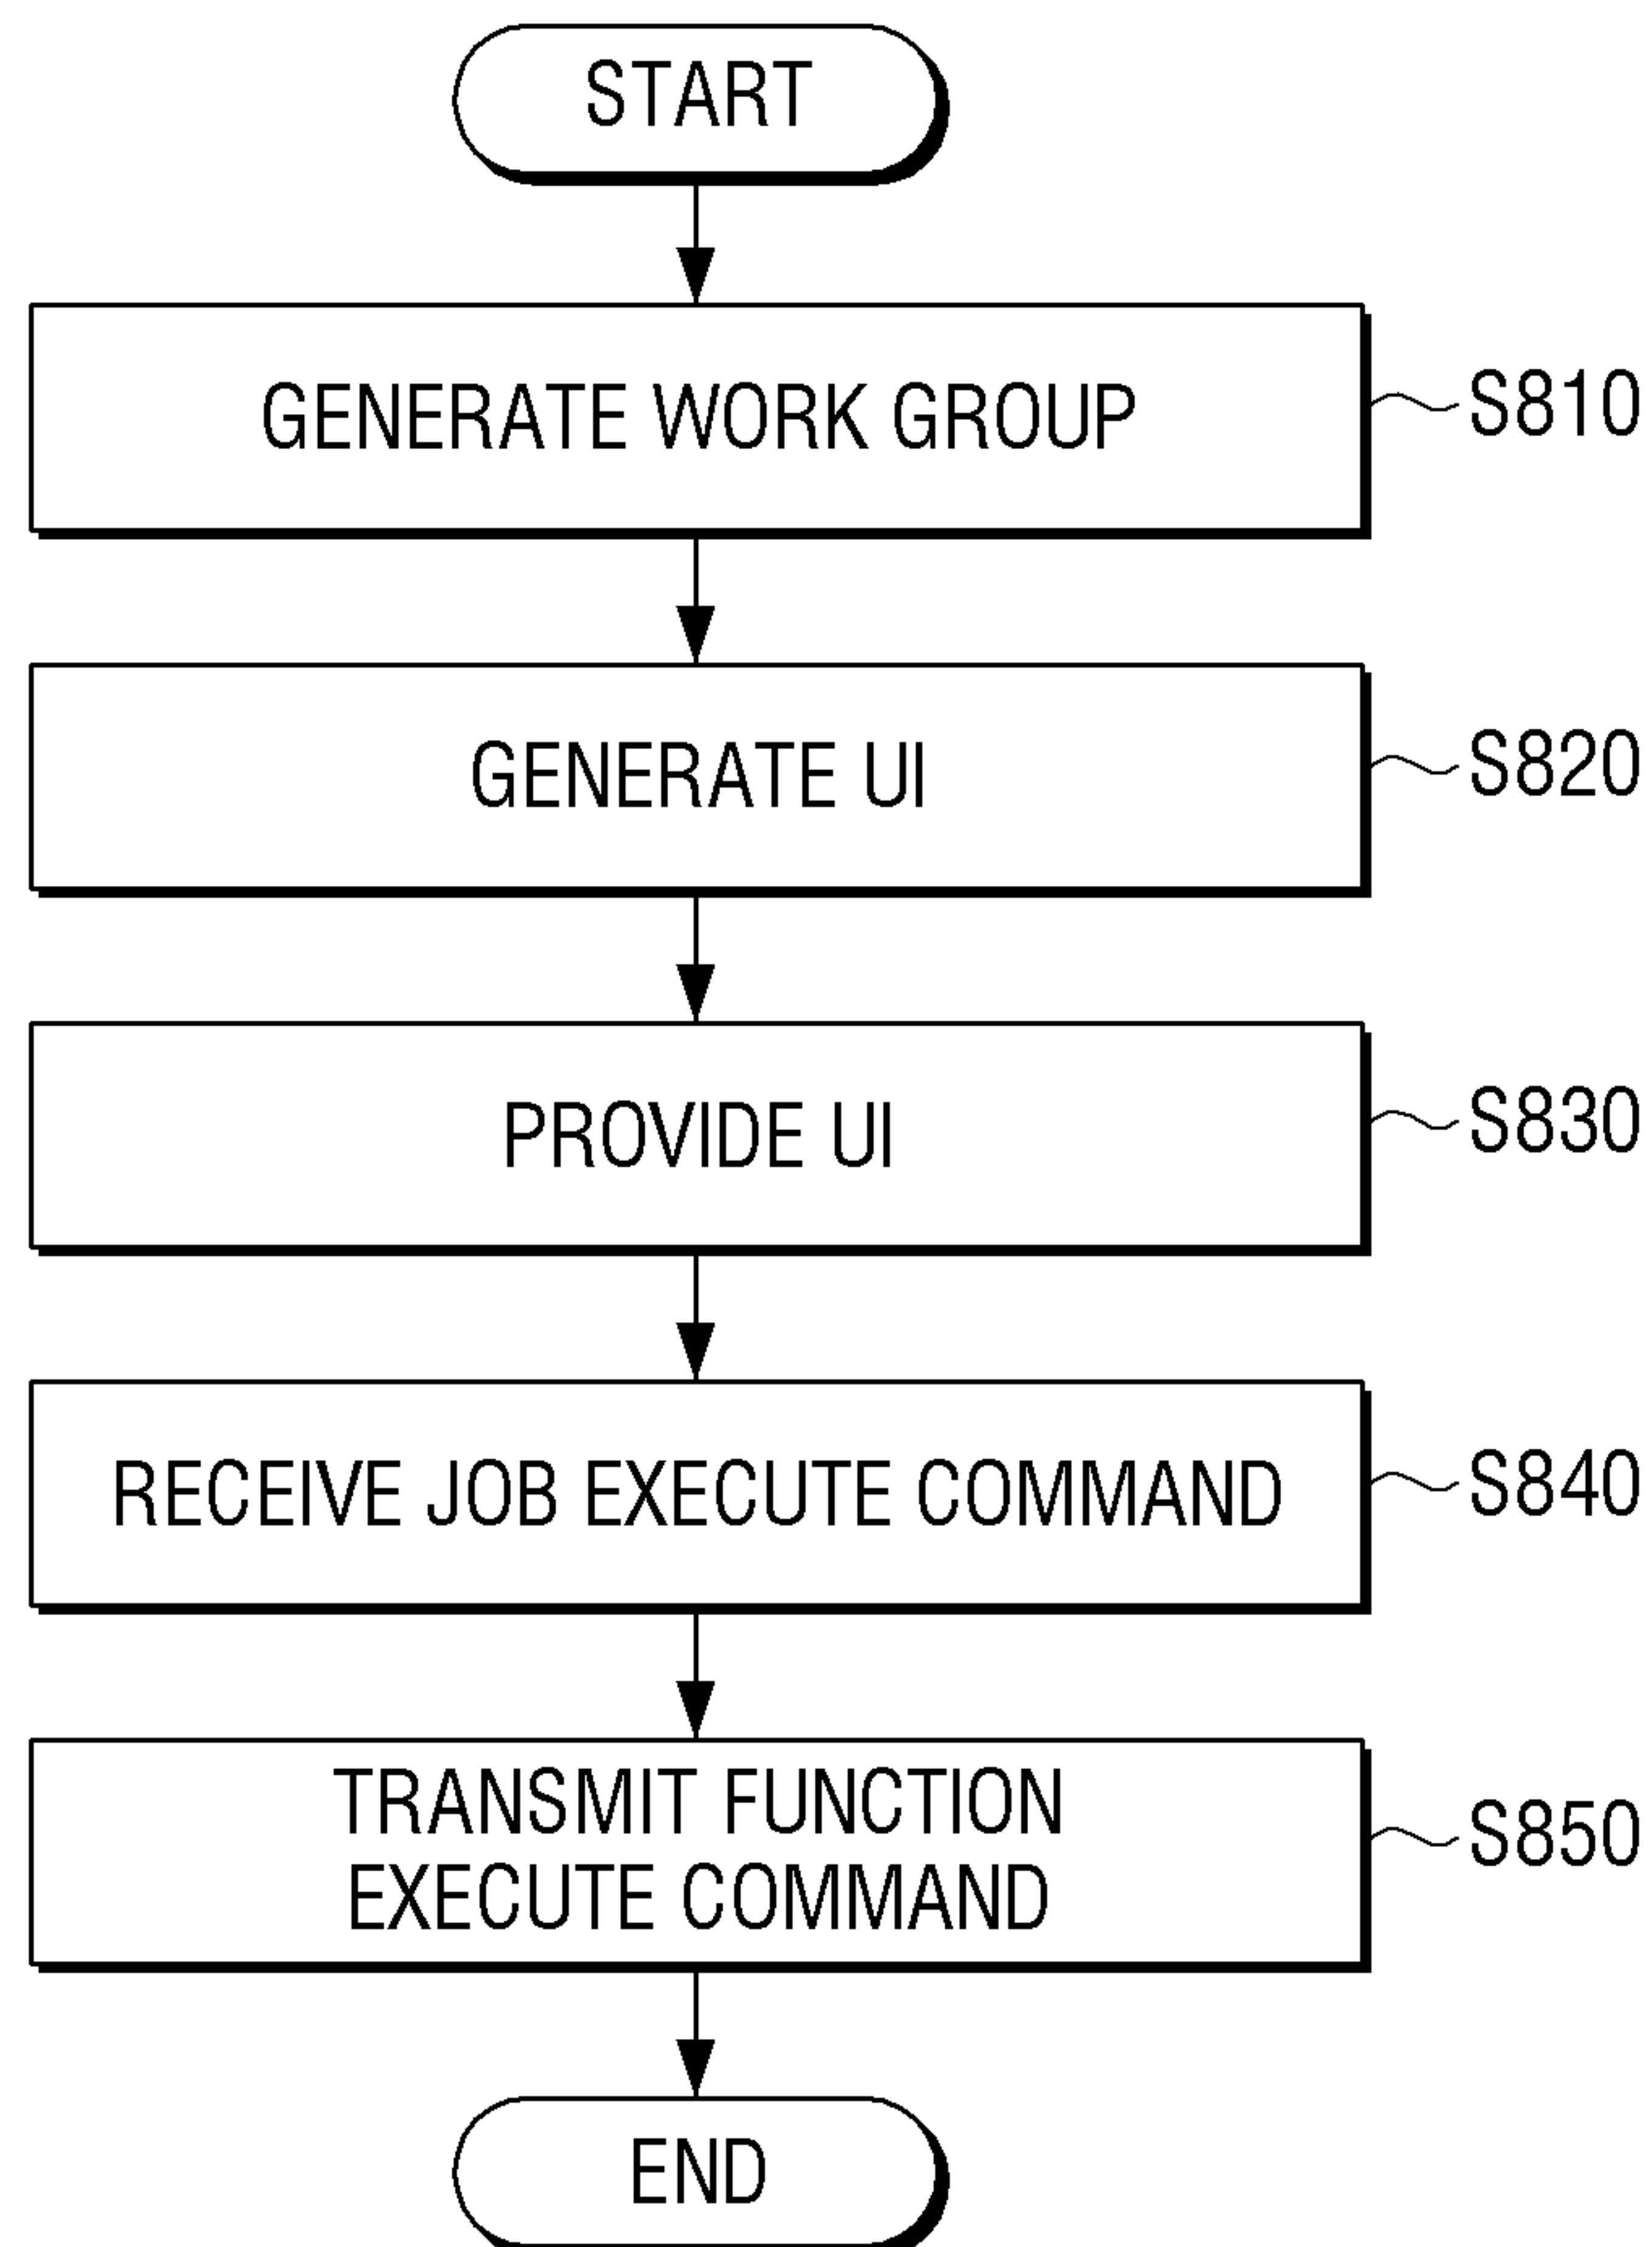 START
GENERATE WORK GROUP
S810
GENERATE UI
S820
PROVIDE UI
S830
RECEIVE JOB EXECUTE COMMAND
S840
TRANSMIT FUNCTION
EXECUTE COMMAND
S850
END